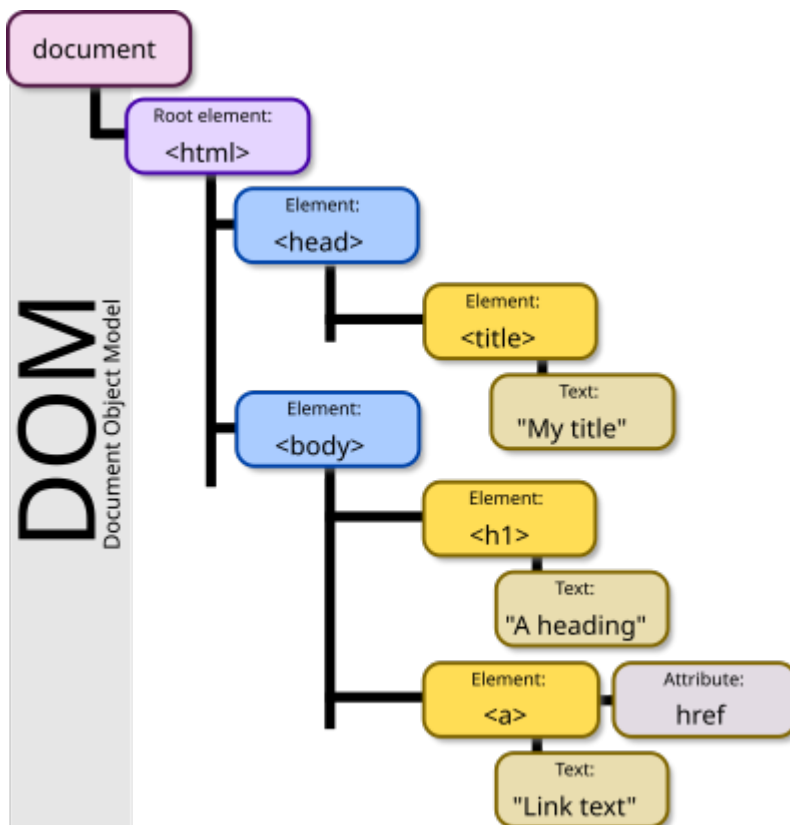 document
Root element:
<html>
Element:
<head>
Element:
<title>
Text:
"My title"
Element:
<body>
Element:
<h1>
Text:
"A heading"
Element:
<a>
Attribute:
href
Text:
"Link text"
DOM
Document Object Model